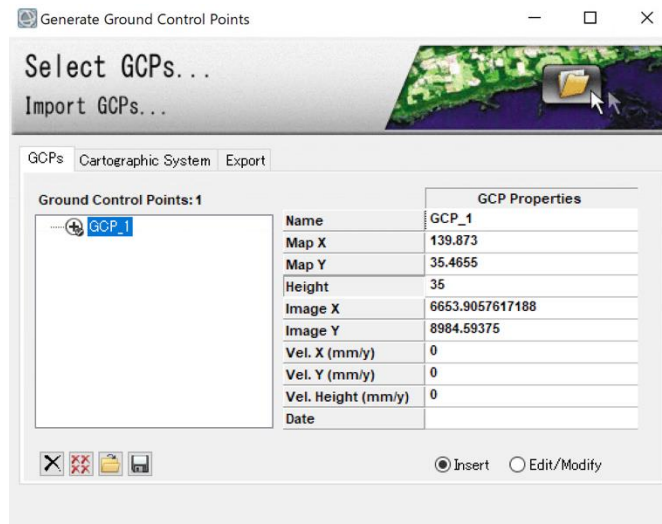 Generate Ground Control Points
Select GCPs...
Import GCPs...
GCPs Cartographic System Export
Ground Control Points: 1
GCP_1
GCP Properties
Name GCP_1
Map X 139.873
Map Y 35.4655
Height 35
Image X 6653.9057617188
Image Y 8984.59375
Vel. X (mm/y) 0
Vel. Y (mm/y) 0
Vel. Height (mm/y) 0
Date
Insert Edit/Modify